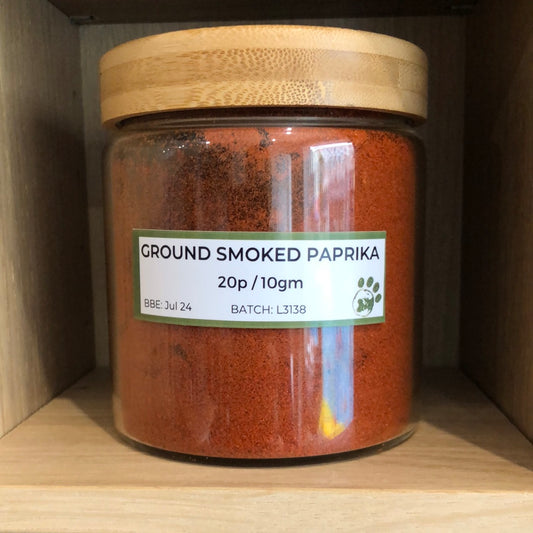 GROUND SMOKED PAPRIKA
20p / 10gm
BBE: Jul 24 BATCH: L3138